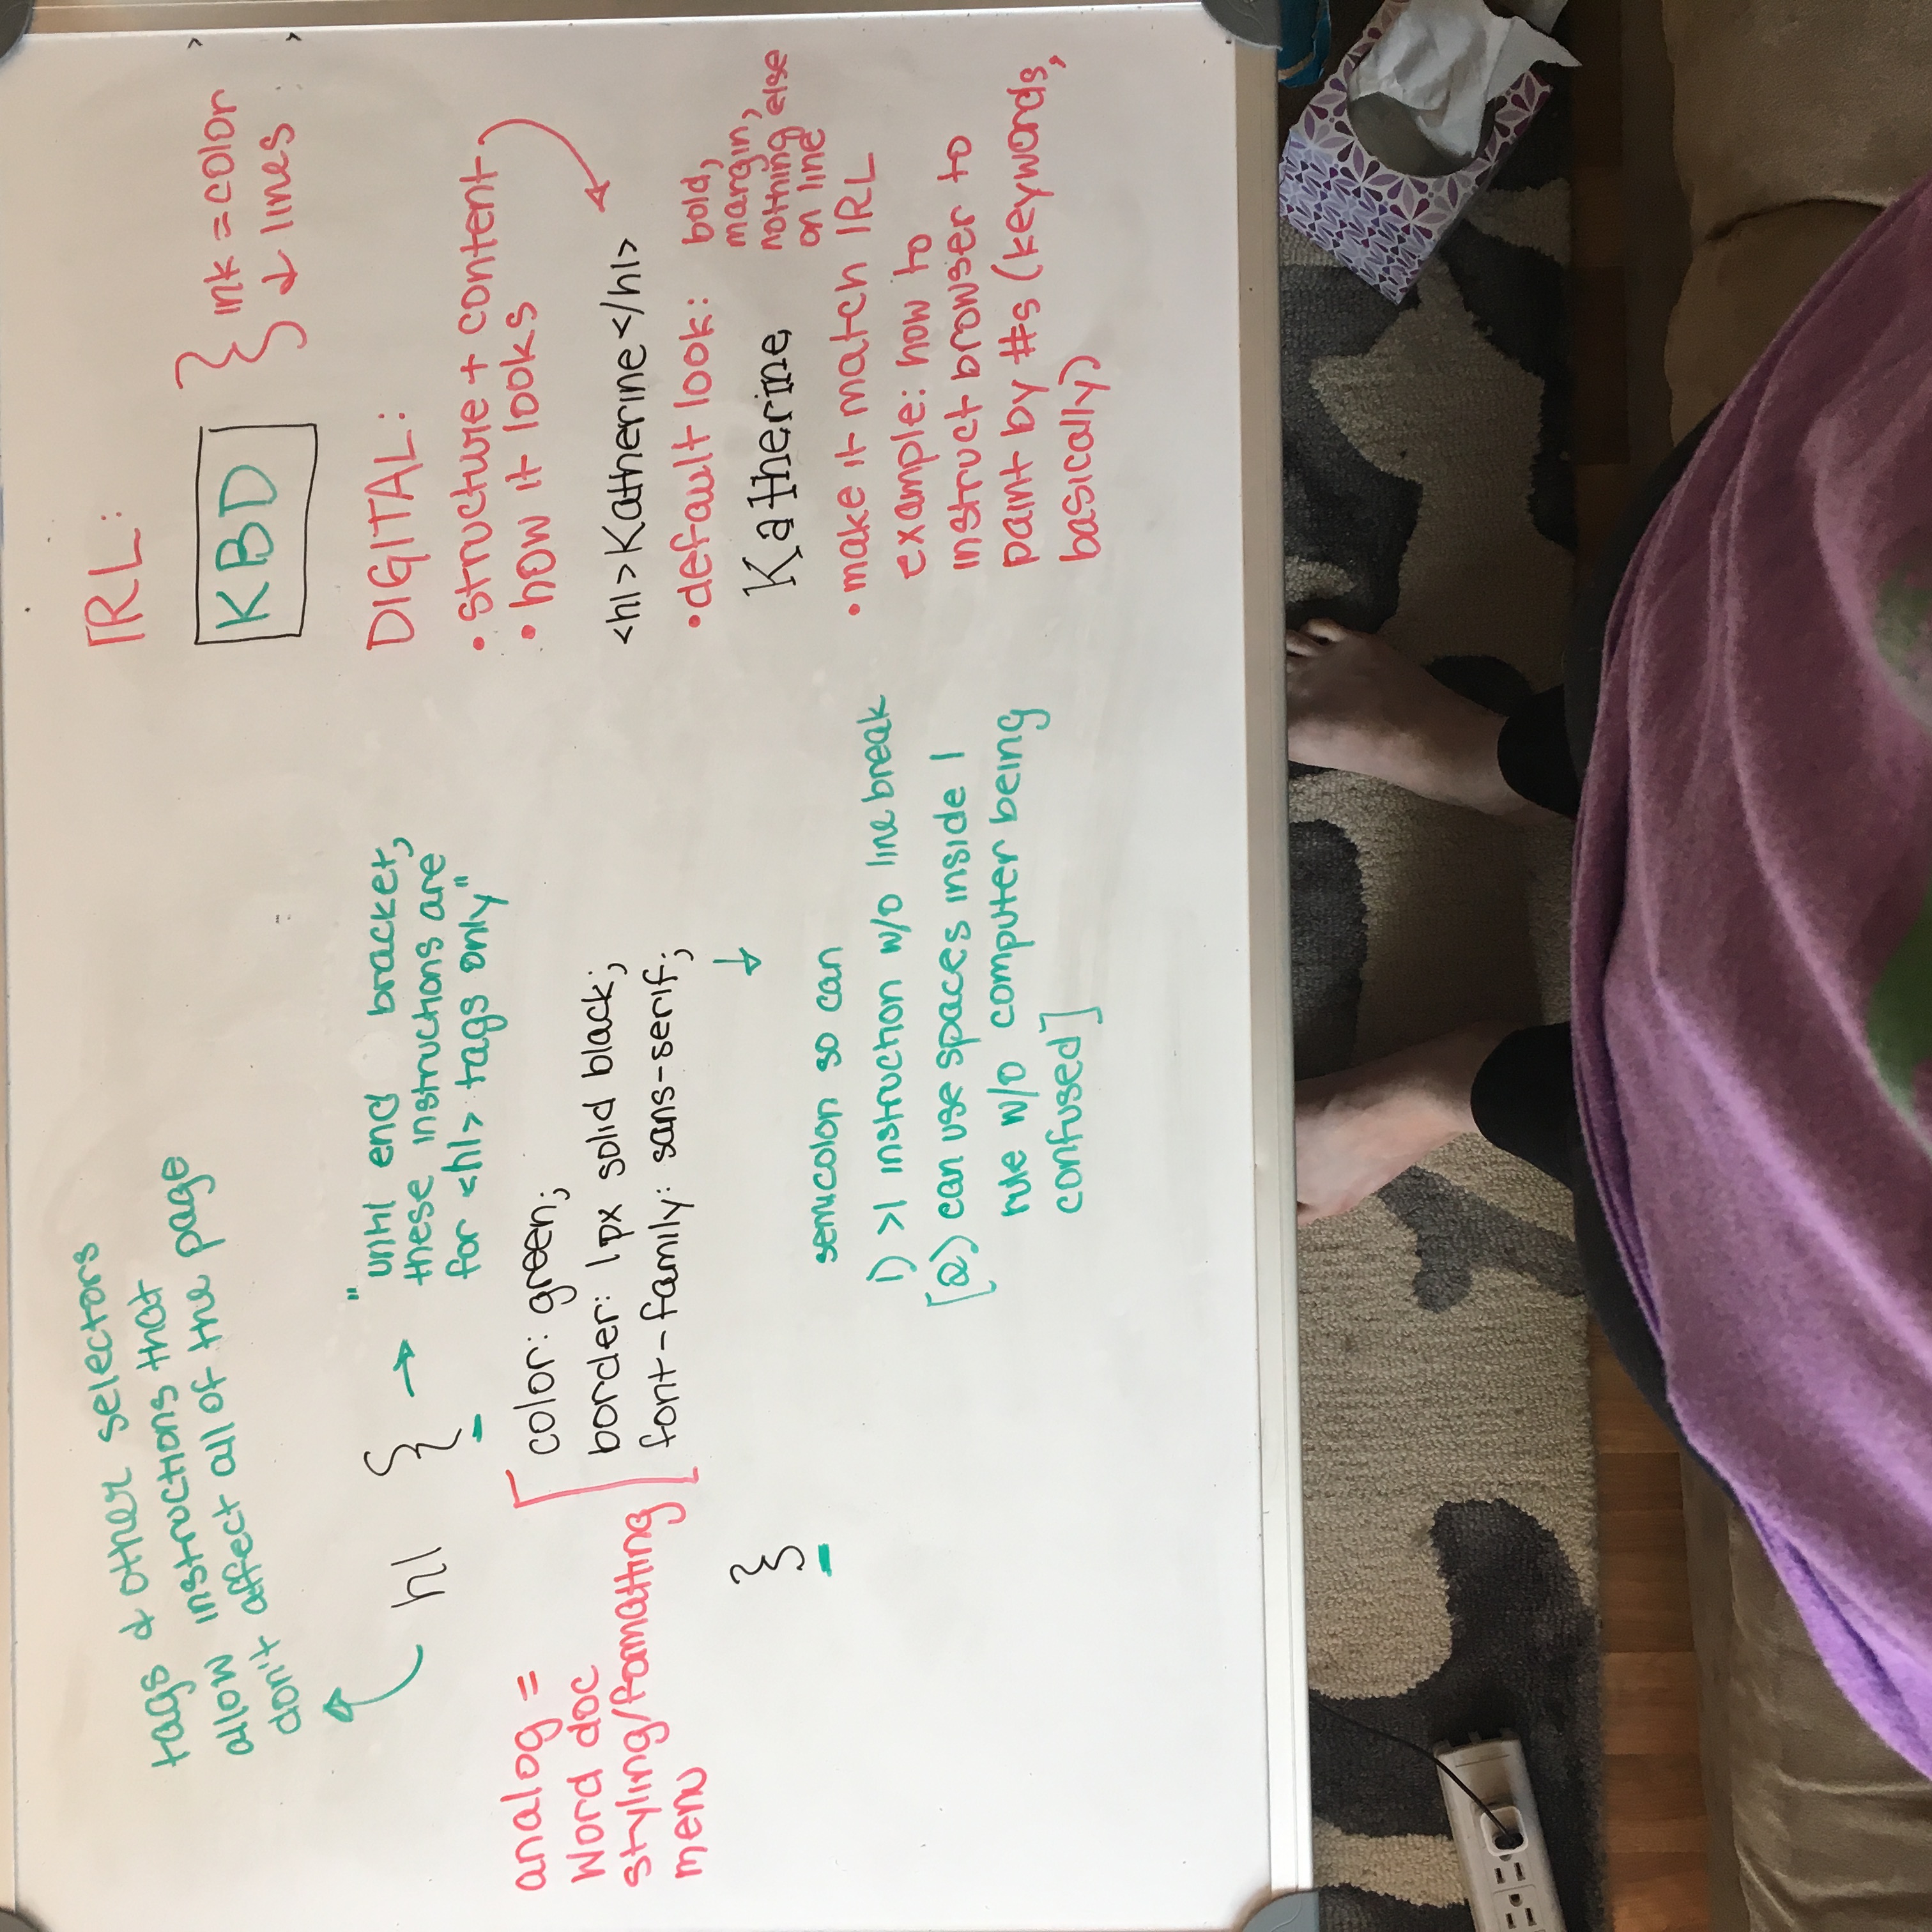 tags & other selectors
allow instructions that
don't affect all of the page
h1 {
"until end bracket,
these instructions are
for <h1> tags only"
analog =
Word doc
styling/formatting
menu
color: green;
border: 1px solid black;
font-family: sans-serif;
}
semicolon so can
1) >1 instruction w/o line break
[2) can use spaces inside 1
rule w/o computer being
confused]
IRL:
KBD
ink = color
& lines
DIGITAL:
• structure + content
• how it looks
<h1>Katherine</h1>
• default look:
Katherine
bold,
margin,
nothing else
on line
• make it match IRL
example: how to
instruct browser to
paint by #s (keywords,
basically)